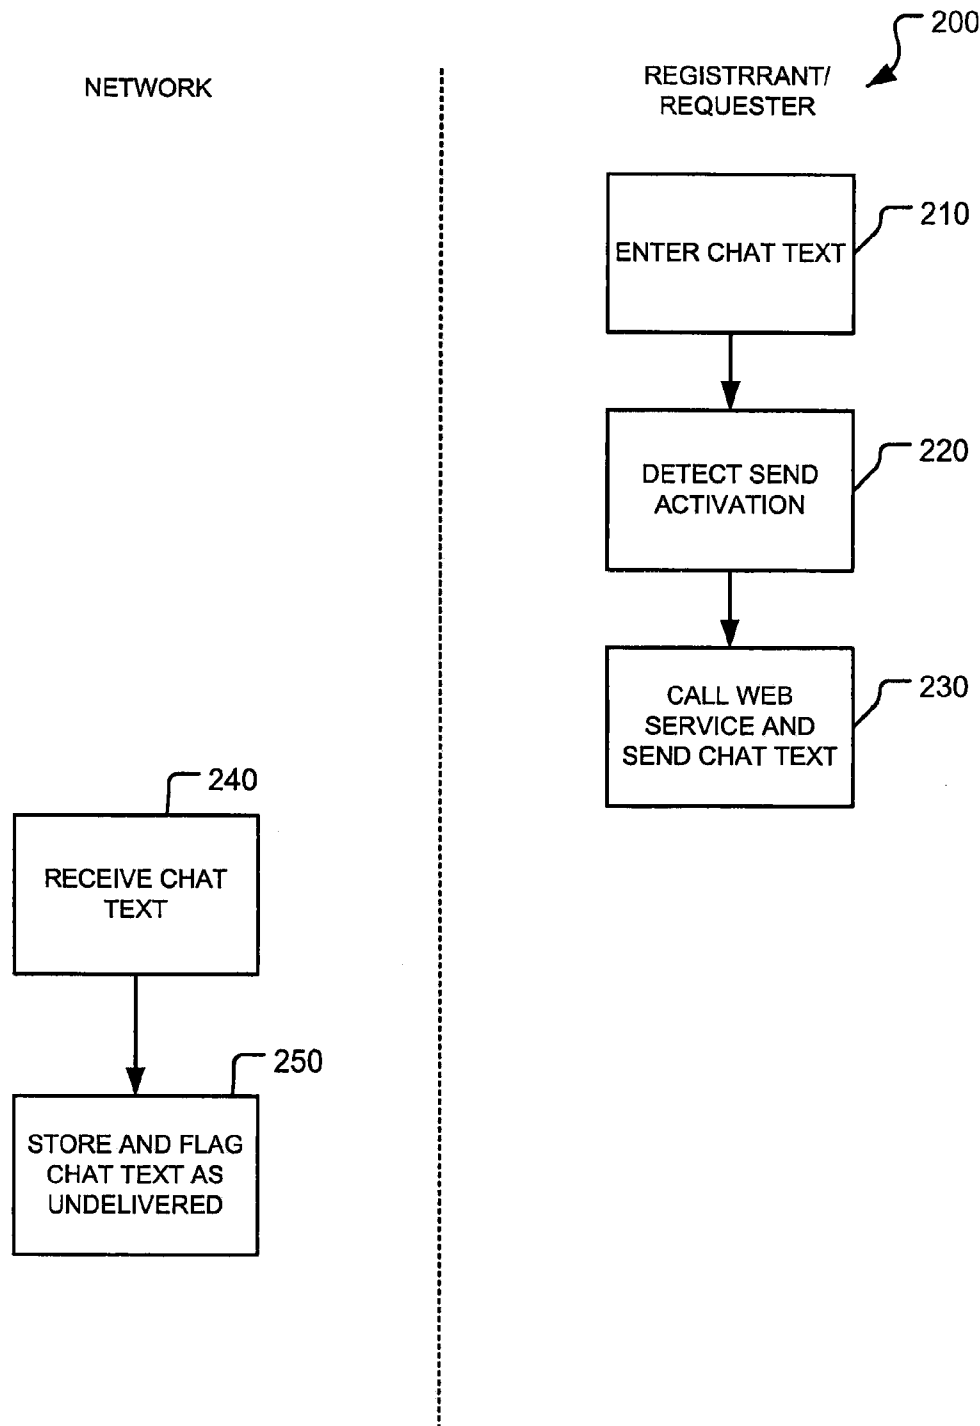 200
NETWORK
REGISTRRANT/
REQUESTER
210
ENTER CHAT TEXT
220
DETECT SEND
ACTIVATION
230
CALL WEB
SERVICE AND
SEND CHAT TEXT
240
RECEIVE CHAT
TEXT
250
STORE AND FLAG
CHAT TEXT AS
UNDELIVERED